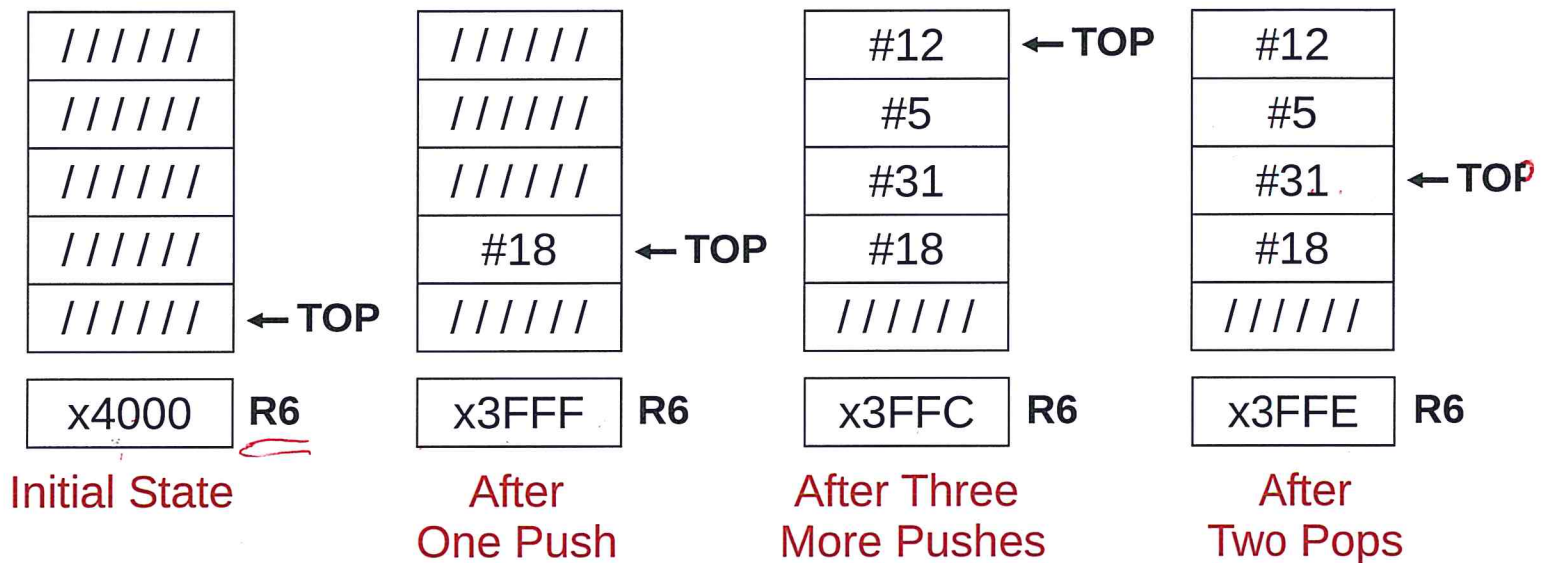 / / / / / /
/ / / / / /
/ / / / / /
/ / / / / /
/ / / / / /
← TOP
x4000
R6
Initial State
/ / / / / /
/ / / / / /
/ / / / / /
#18
← TOP
/ / / / / /
x3FFF
R6
After
One Push
#12
← TOP
#5
#31
#18
/ / / / / /
x3FFC
R6
After Three
More Pushes
#12
#5
#31
← TOP
#18
/ / / / / /
x3FFE
R6
After
Two Pops